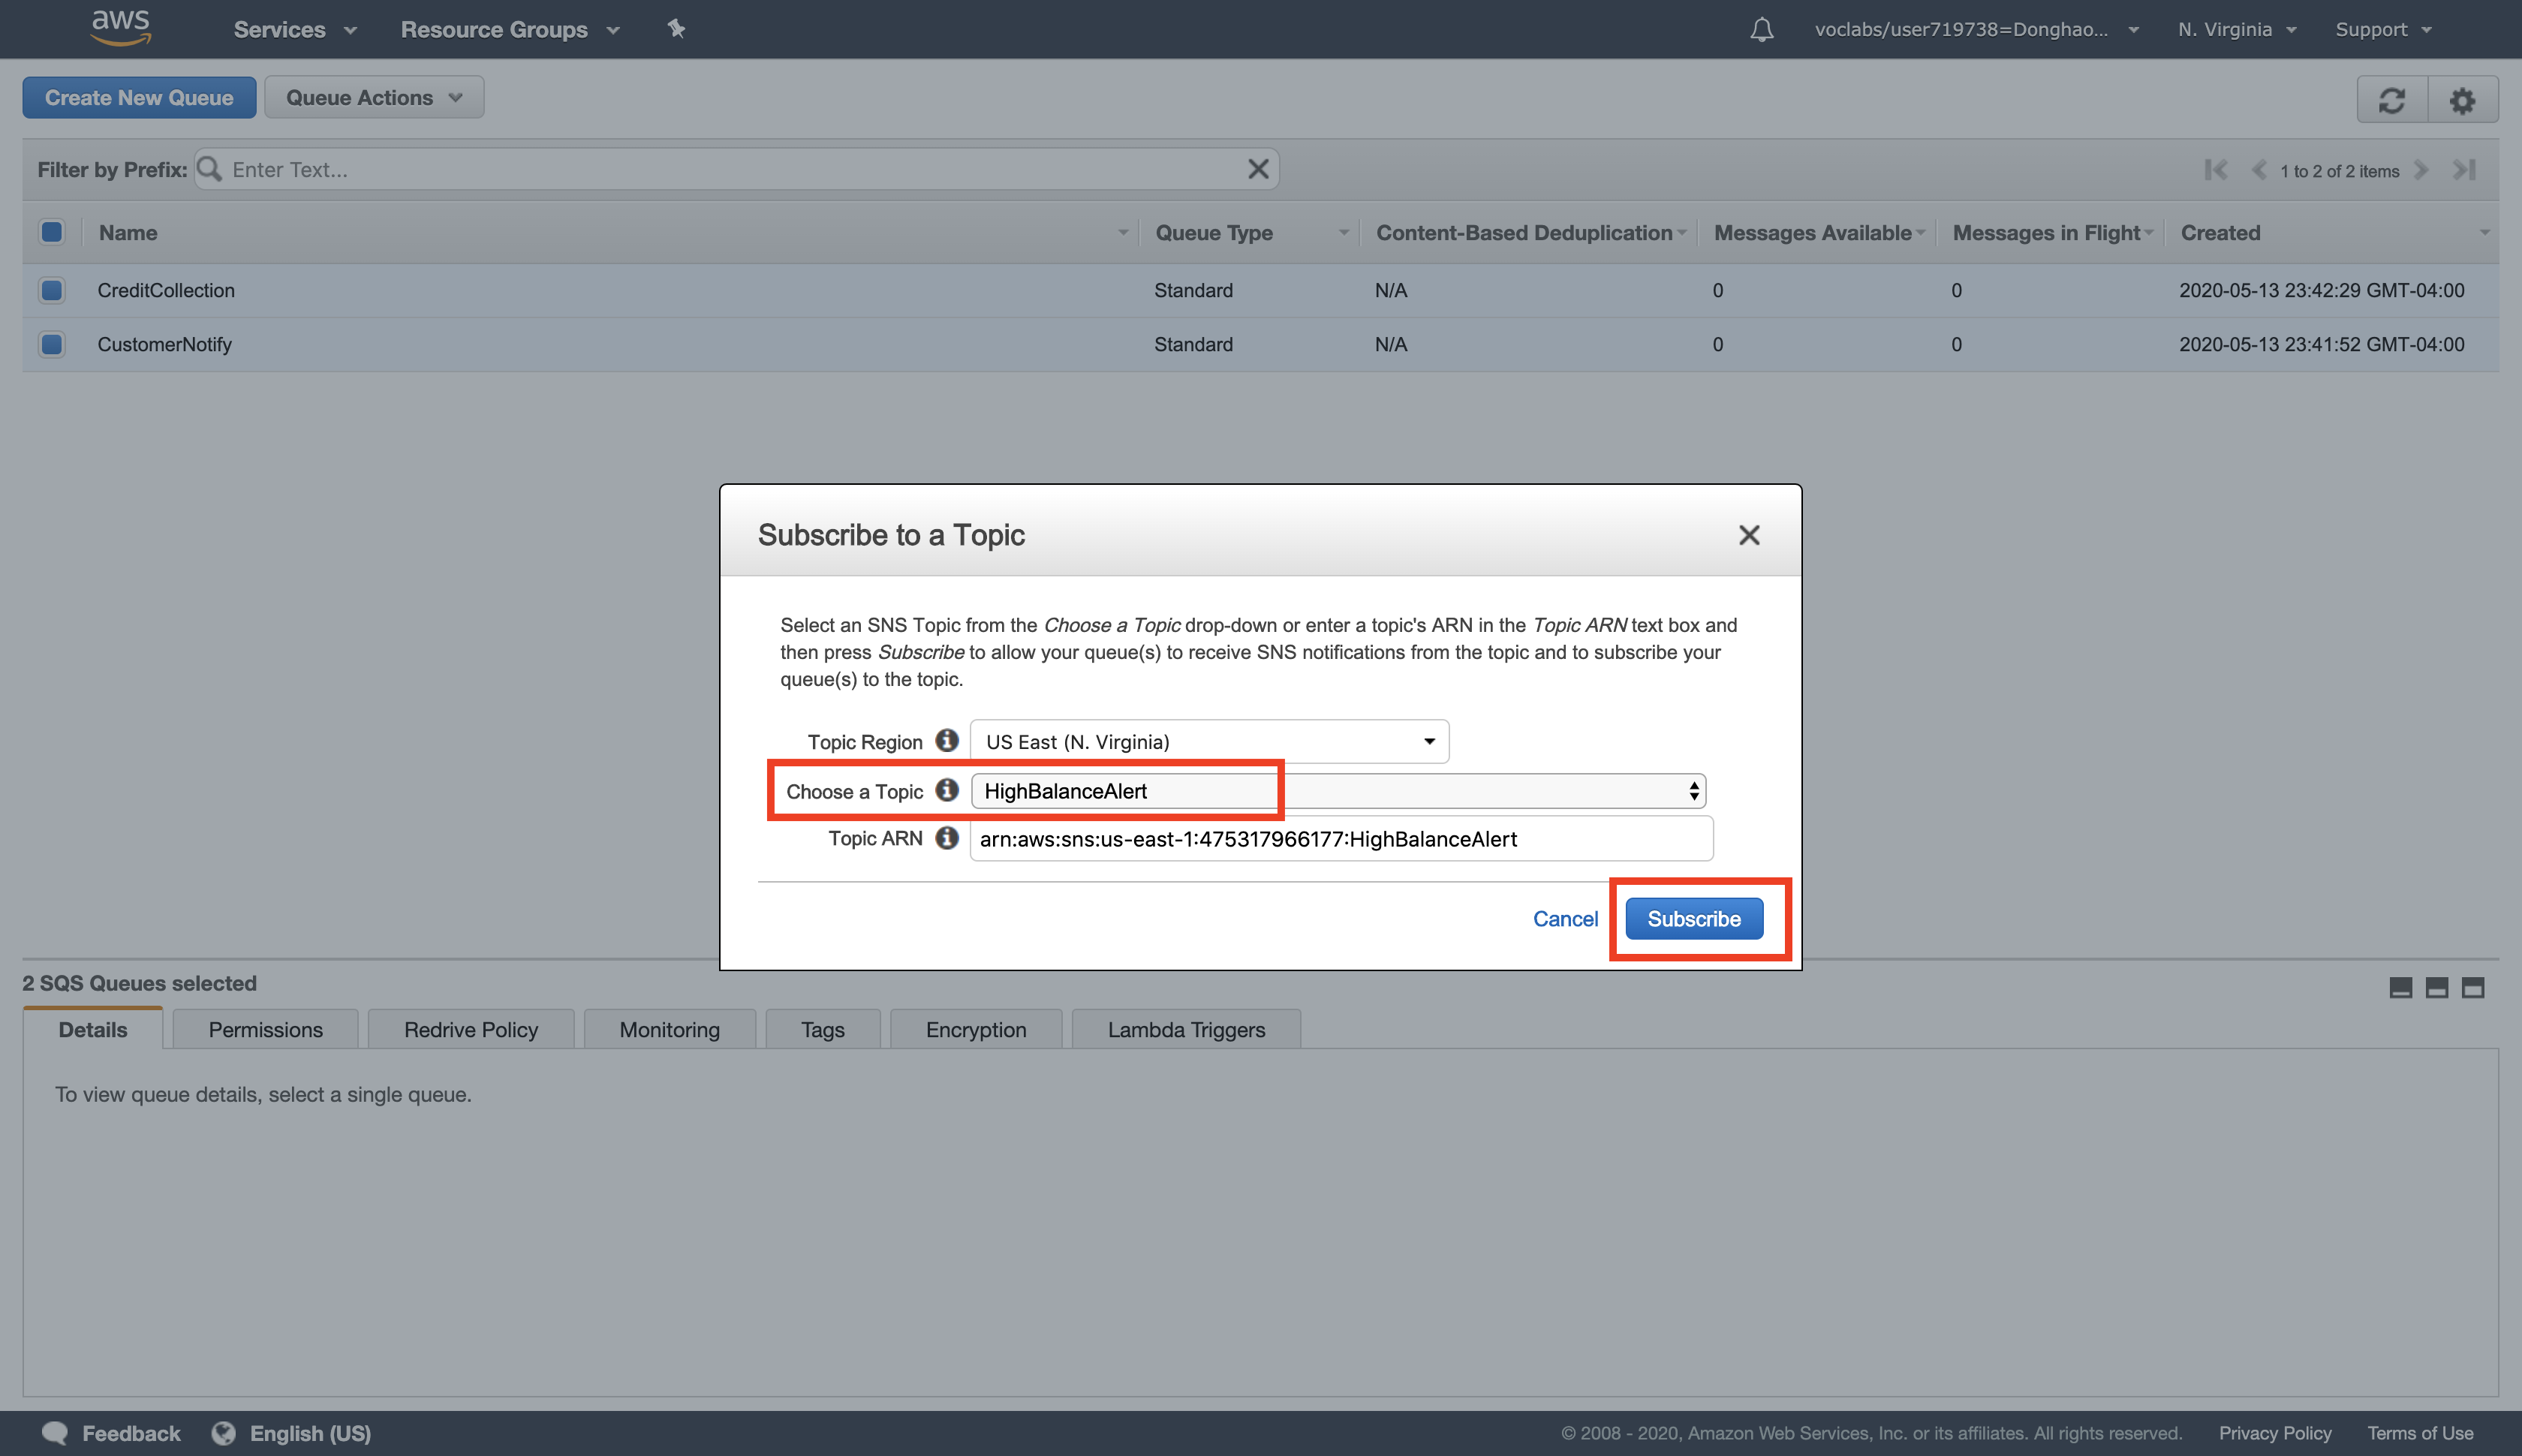 aws Services Resource Groups voclabs/user719738=Donghao... N. Virginia Support
Create New Queue Queue Actions
Filter by Prefix: Enter Text... 1 to 2 of 2 items
Name Queue Type Content-Based Deduplication Messages Available Messages in Flight Created
CreditCollection Standard N/A 0 0 2020-05-13 23:42:29 GMT-04:00
CustomerNotify Standard N/A 0 0 2020-05-13 23:41:52 GMT-04:00
Subscribe to a Topic
Select an SNS Topic from the Choose a Topic drop-down or enter a topic's ARN in the Topic ARN text box and
then press Subscribe to allow your queue(s) to receive SNS notifications from the topic and to subscribe your
queue(s) to the topic.
Topic Region US East (N. Virginia)
Choose a Topic HighBalanceAlert
Topic ARN arn:aws:sns:us-east-1:475317966177:HighBalanceAlert
Cancel Subscribe
2 SQS Queues selected
Details Permissions Redrive Policy Monitoring Tags Encryption Lambda Triggers
To view queue details, select a single queue.
Feedback English (US) © 2008 - 2020, Amazon Web Services, Inc. or its affiliates. All rights reserved. Privacy Policy Terms of Use